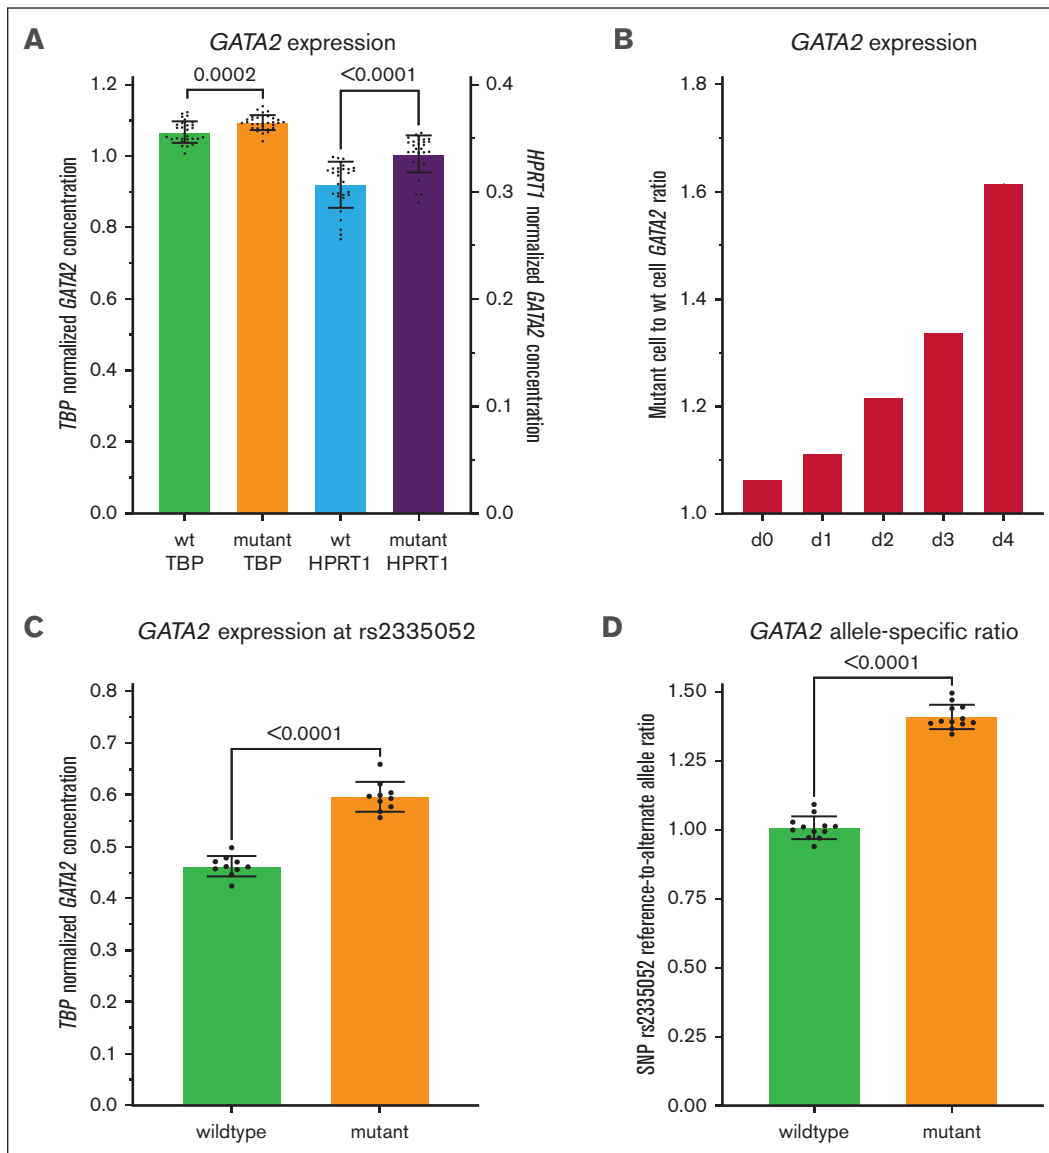 A
GATA2 expression
TBP normalized GATA2 concentration
1.2
1.0
0.8
0.6
0.4
0.2
0.0
0.0002
<0.0001
0.4
0.3
0.2
0.1
0.0
HPRT1 normalized GATA2 concentration
wt
TBP
mutant
TBP
wt
HPRT1
mutant
HPRT1
B
GATA2 expression
Mutant cell to wt cell GATA2 ratio
1.8
1.6
1.4
1.2
1.0
d0
d1
d2
d3
d4
C
GATA2 expression at rs2335052
TBP normalized GATA2 concentration
0.8
0.7
0.6
0.5
0.4
0.3
0.2
0.1
0.0
<0.0001
wildtype
mutant
D
GATA2 allele-specific ratio
SNP rs2335052 reference-to-alternate allele ratio
<0.0001
1.50
1.25
1.00
0.75
0.50
0.25
0.00
wildtype
mutant